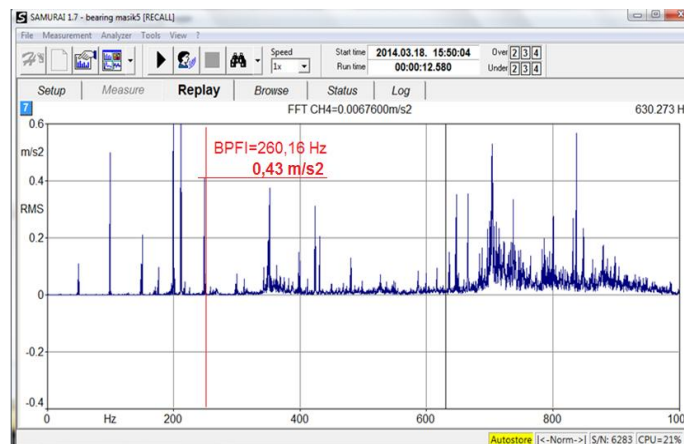 SAMURAI 1.7 - bearing masik5 [RECALL]
File Measurement Analyzer Tools View ?
Speed
1x
Start time 2014.03.18. 15:50:04
Run time 00:00:12.580
Over 2 3 4
Under 2 3 4
Setup Measure Replay Browse Status Log
7 FFT CH4=0.0067600m/s2 630.273 H
0.6
m/s2
BPFI=260,16 Hz
0,43 m/s2
0.4
RMS
0.2
0
-0.2
-0.4
0 Hz 200 400 600 800 100
Autostore |<-Norm->| S/N: 6283 CPU=21%